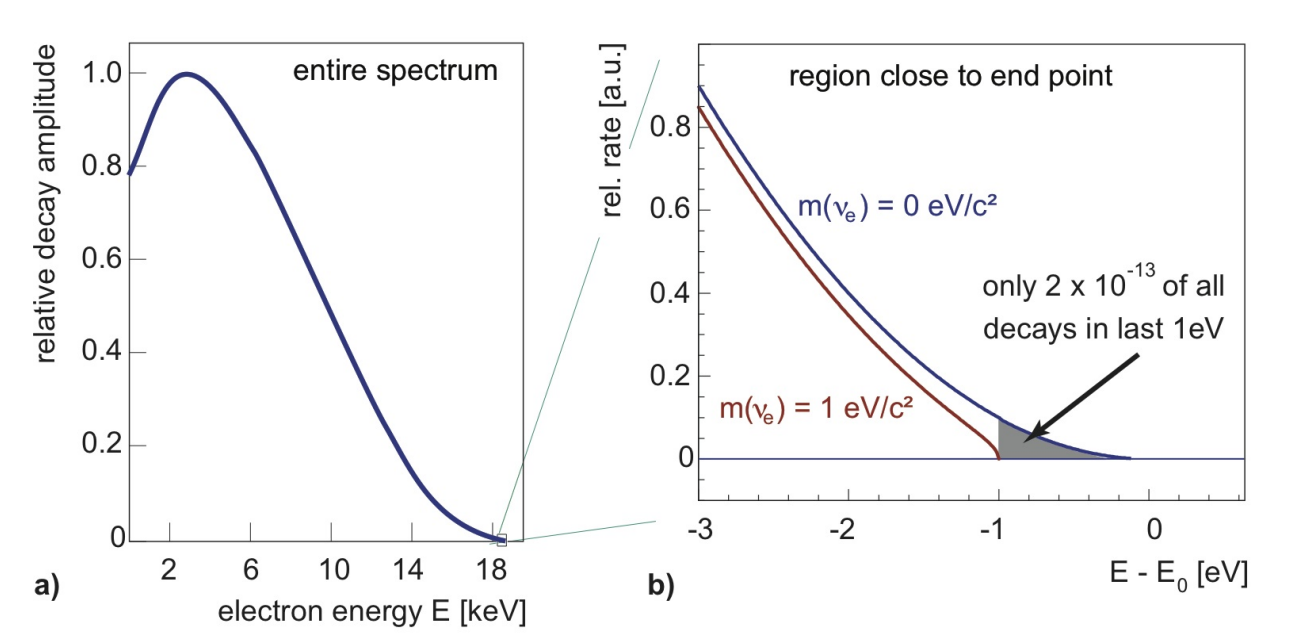 entire spectrum
relative decay amplitude
1.0
0.8
0.6
0.4
0.2
0
2 6 10 14 18
a)
electron energy E [keV]
region close to end point
rel. rate [a.u.]
0.8
0.6
0.4
0.2
0
m(νe) = 0 eV/c²
only 2 x 10⁻¹³ of all
decays in last 1eV
m(νe) = 1 eV/c²
-3 -2 -1 0
b)
E - E₀ [eV]